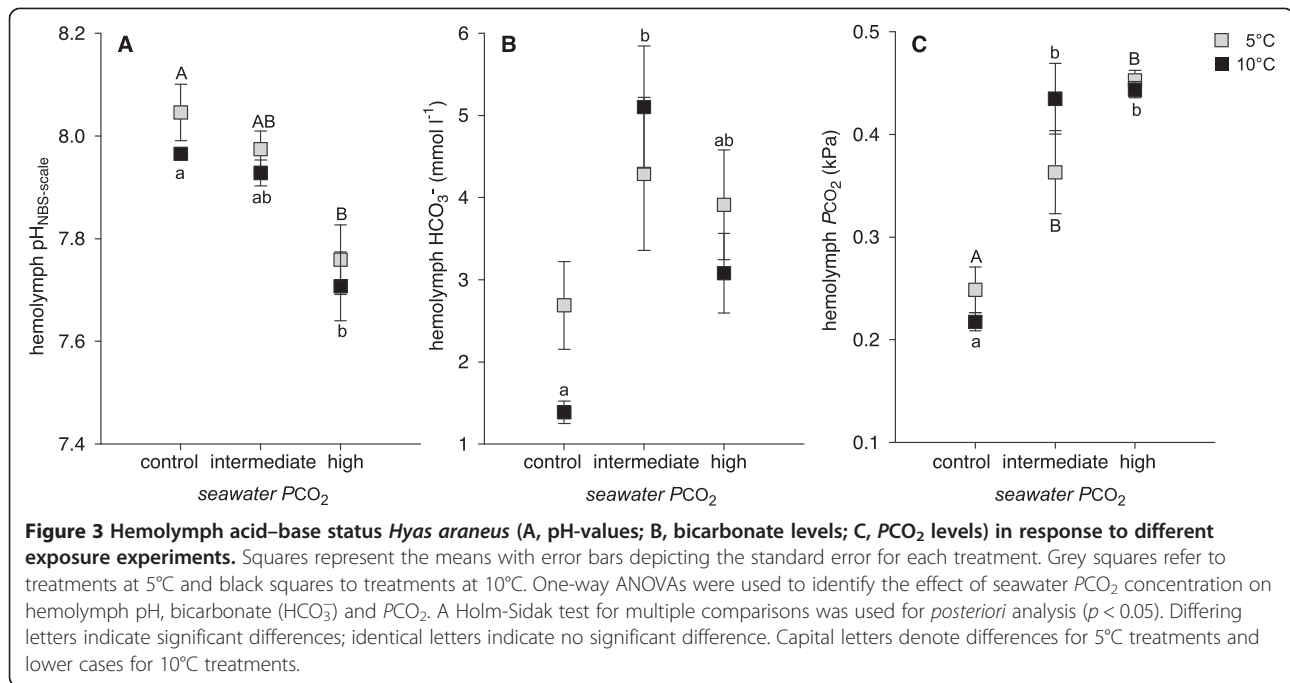 8.2
8.0
7.8
7.6
7.4
hemolymph pH_NBS-scale
A
A
a
AB
ab
B
b
control intermediate high
seawater PCO₂
6
5
4
3
2
1
hemolymph HCO₃⁻ (mmol l⁻¹)
B
a
b
ab
control intermediate high
seawater PCO₂
0.5
0.4
0.3
0.2
0.1
hemolymph PCO₂ (kPa)
C
A
a
b
B
B
b
control intermediate high
seawater PCO₂
5°C
10°C
Figure 3 Hemolymph acid–base status Hyas araneus (A, pH-values; B, bicarbonate levels; C, PCO₂ levels) in response to different
exposure experiments. Squares represent the means with error bars depicting the standard error for each treatment. Grey squares refer to
treatments at 5°C and black squares to treatments at 10°C. One-way ANOVAs were used to identify the effect of seawater PCO₂ concentration on
hemolymph pH, bicarbonate (HCO₃⁻) and PCO₂. A Holm-Sidak test for multiple comparisons was used for posteriori analysis (p < 0.05). Differing
letters indicate significant differences; identical letters indicate no significant difference. Capital letters denote differences for 5°C treatments and
lower cases for 10°C treatments.